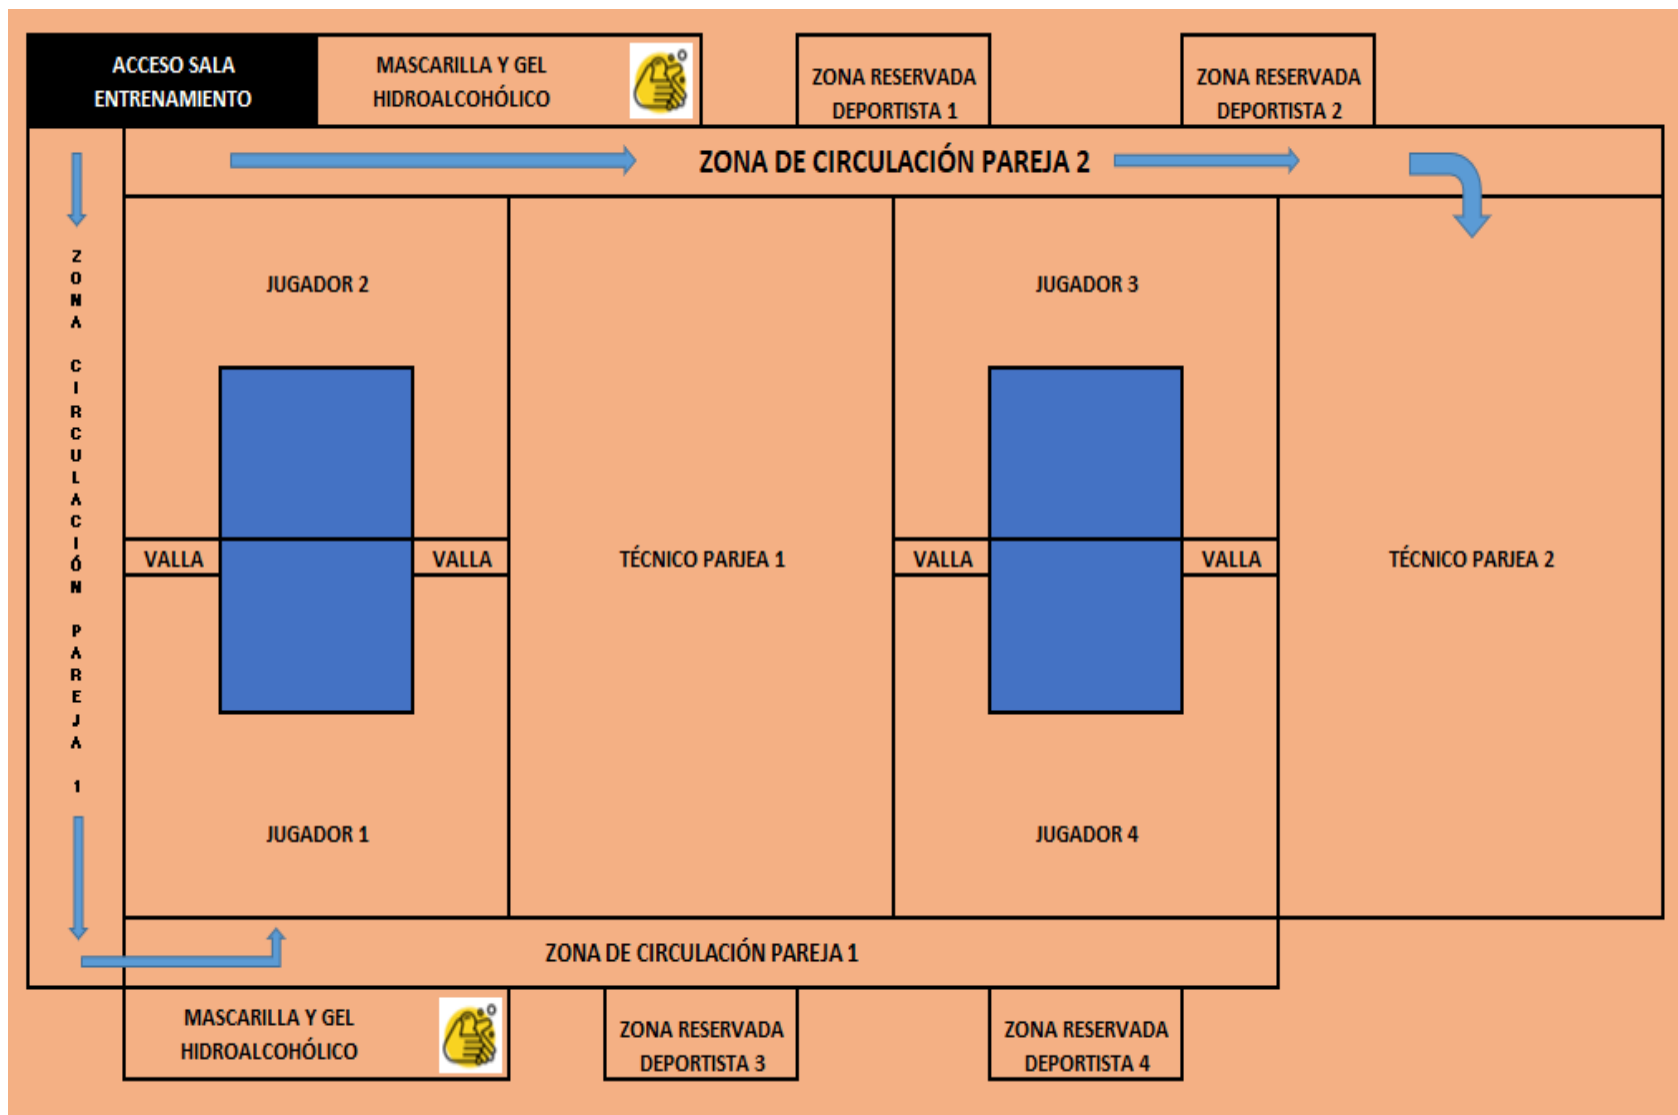 ACCESO SALA
ENTRENAMIENTO
MASCARILLA Y GEL
HIDROALCOHÓLICO
ZONA RESERVADA
DEPORTISTA 1
ZONA RESERVADA
DEPORTISTA 2
ZONA DE CIRCULACIÓN PAREJA 2
ZONA CIRCULACIÓN PAREJA 1
JUGADOR 2
JUGADOR 3
VALLA
VALLA
TÉCNICO PARJEA 1
VALLA
VALLA
TÉCNICO PARJEA 2
JUGADOR 1
JUGADOR 4
ZONA DE CIRCULACIÓN PAREJA 1
MASCARILLA Y GEL
HIDROALCOHÓLICO
ZONA RESERVADA
DEPORTISTA 3
ZONA RESERVADA
DEPORTISTA 4